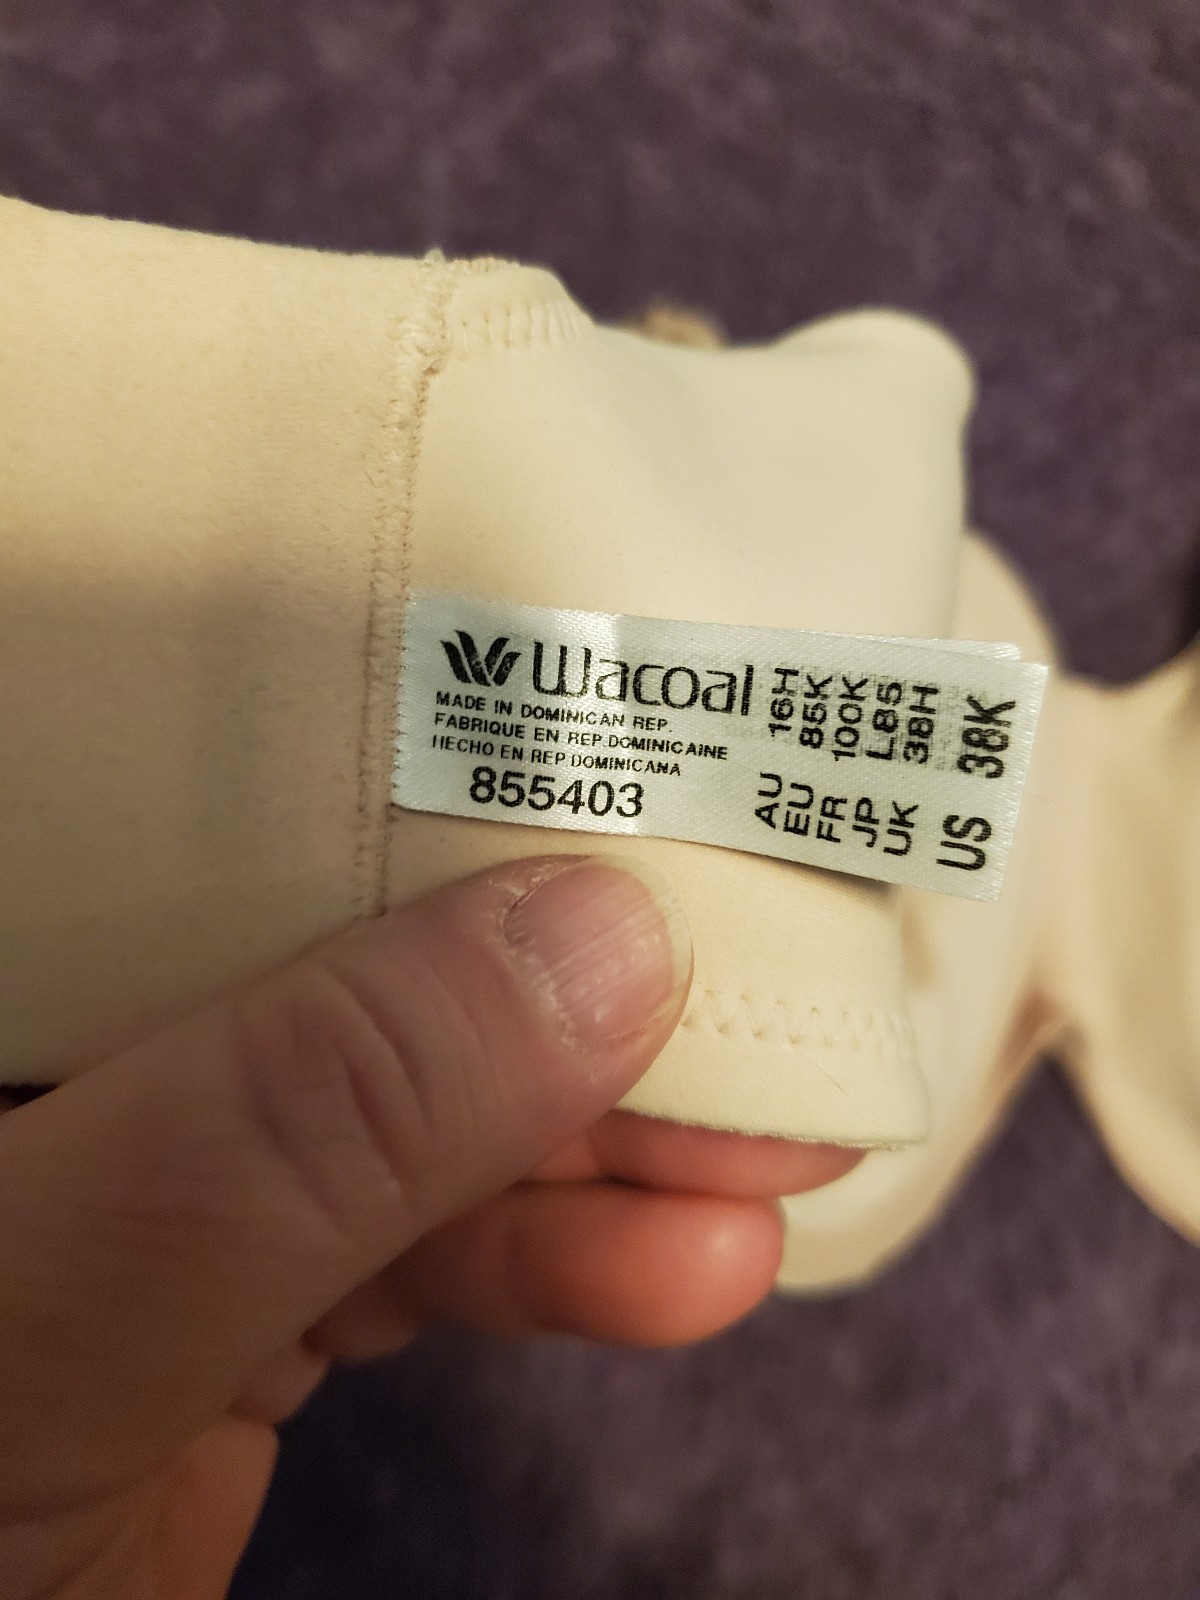 Wacoal
MADE IN DOMINICAN REP.
FABRIQUE EN REP.DOMINICAINE
HECHO EN REP.DOMINICANA
855403
AU 16H
EU 85K
FR 100K
JP L85
UK 38H
US 38K